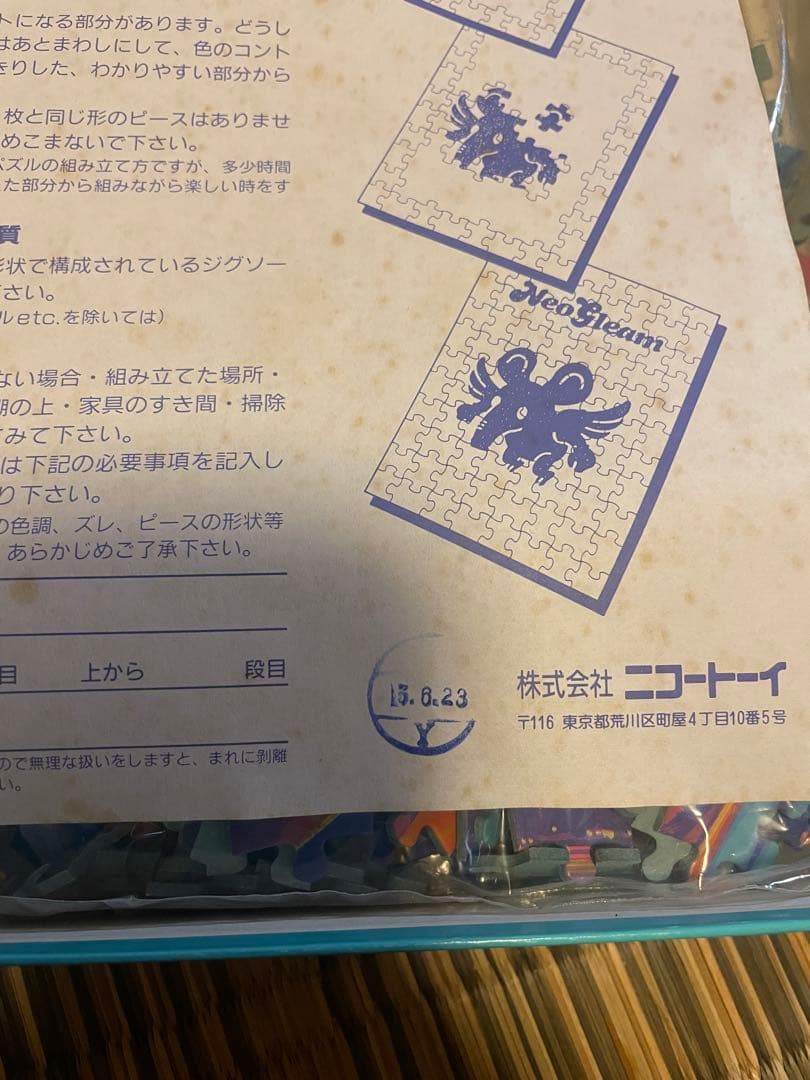 トになる部分があります。どうし
はあとまわしにして、色のコント
きりした、わかりやすい部分から
枚と同じ形のピースはありませ
めこまないで下さい。
パズルの組み立て方ですが、多少時間
た部分から組みながら楽しい時をす
質
形状で構成されているジグソー
ださい。
ルetc.を除いては)
ない場合・組み立てた場所・
棚の上・家具のすき間・掃除
てみて下さい。
は下記の必要事項を記入し
り下さい。
の色調、ズレ、ピースの形状等
あらかじめご了承下さい。
目 上から 段目
ので無理な扱いをしますと、まれに剥離
い。
NeoGleam
15.6.23
Y
株式会社 ニコートーイ
〒116 東京都荒川区町屋4丁目10番5号